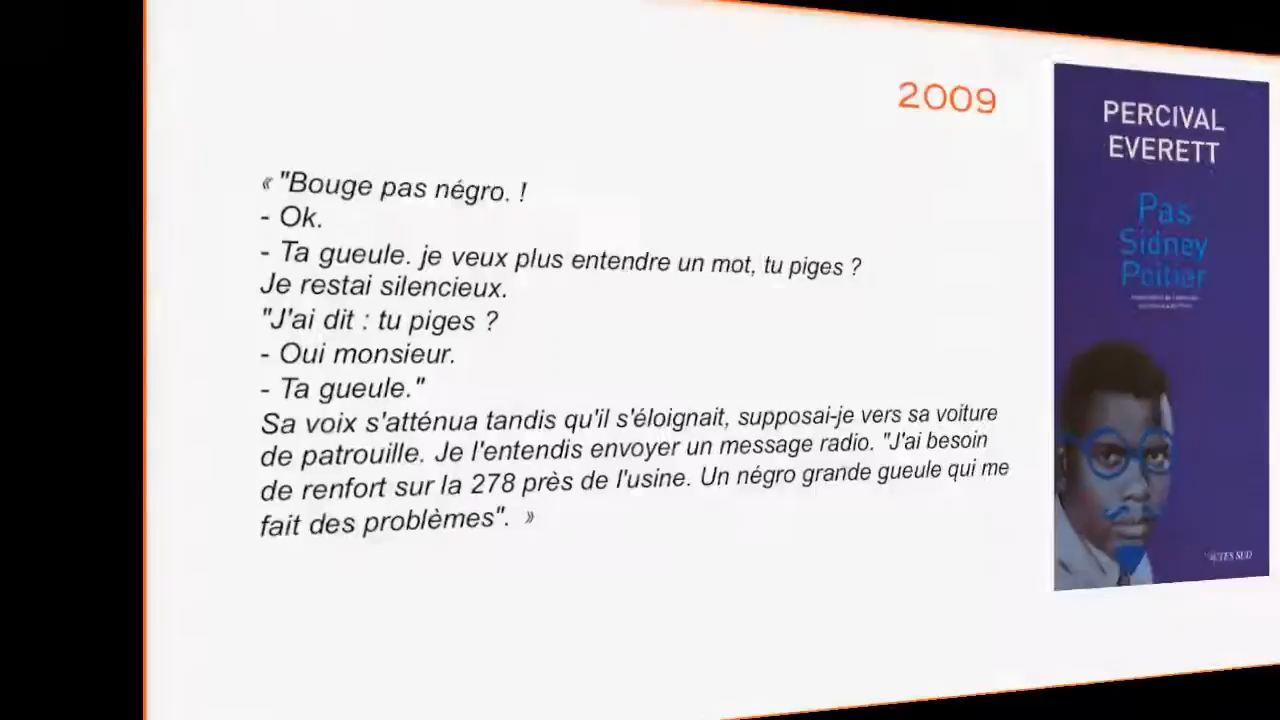 2009
« "Bouge pas négro. !
- Ok.
- Ta gueule. je veux plus entendre un mot, tu piges ?
Je restai silencieux.
"J'ai dit : tu piges ?
- Oui monsieur.
- Ta gueule."
Sa voix s'atténua tandis qu'il s'éloignait, supposai-je vers sa voiture
de patrouille. Je l'entendis envoyer un message radio. "J'ai besoin
de renfort sur la 278 près de l'usine. Un négro grande gueule qui me
fait des problèmes". »
PERCIVAL
EVERETT
Pas
Sidney
Poitier
ACTES SUD